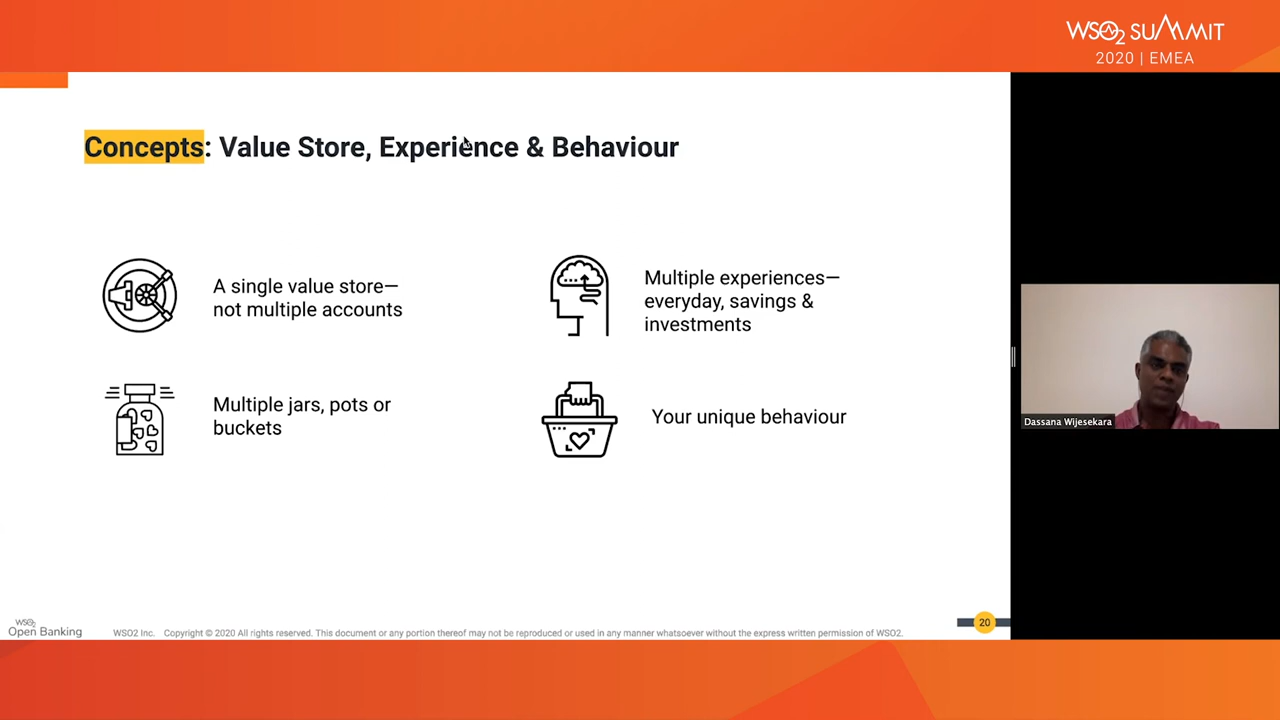 WSO2 SUMMIT
2020 | EMEA
Concepts: Value Store, Experience & Behaviour
A single value store—
not multiple accounts
Multiple experiences—
everyday, savings &
investments
Multiple jars, pots or
buckets
Your unique behaviour
Dassana Wijesekara
WSO2
Open Banking
WSO2 Inc. Copyright © 2020 All rights reserved. This document or any portion thereof may not be reproduced or used in any manner whatsoever without the express written permission of WSO2.
20